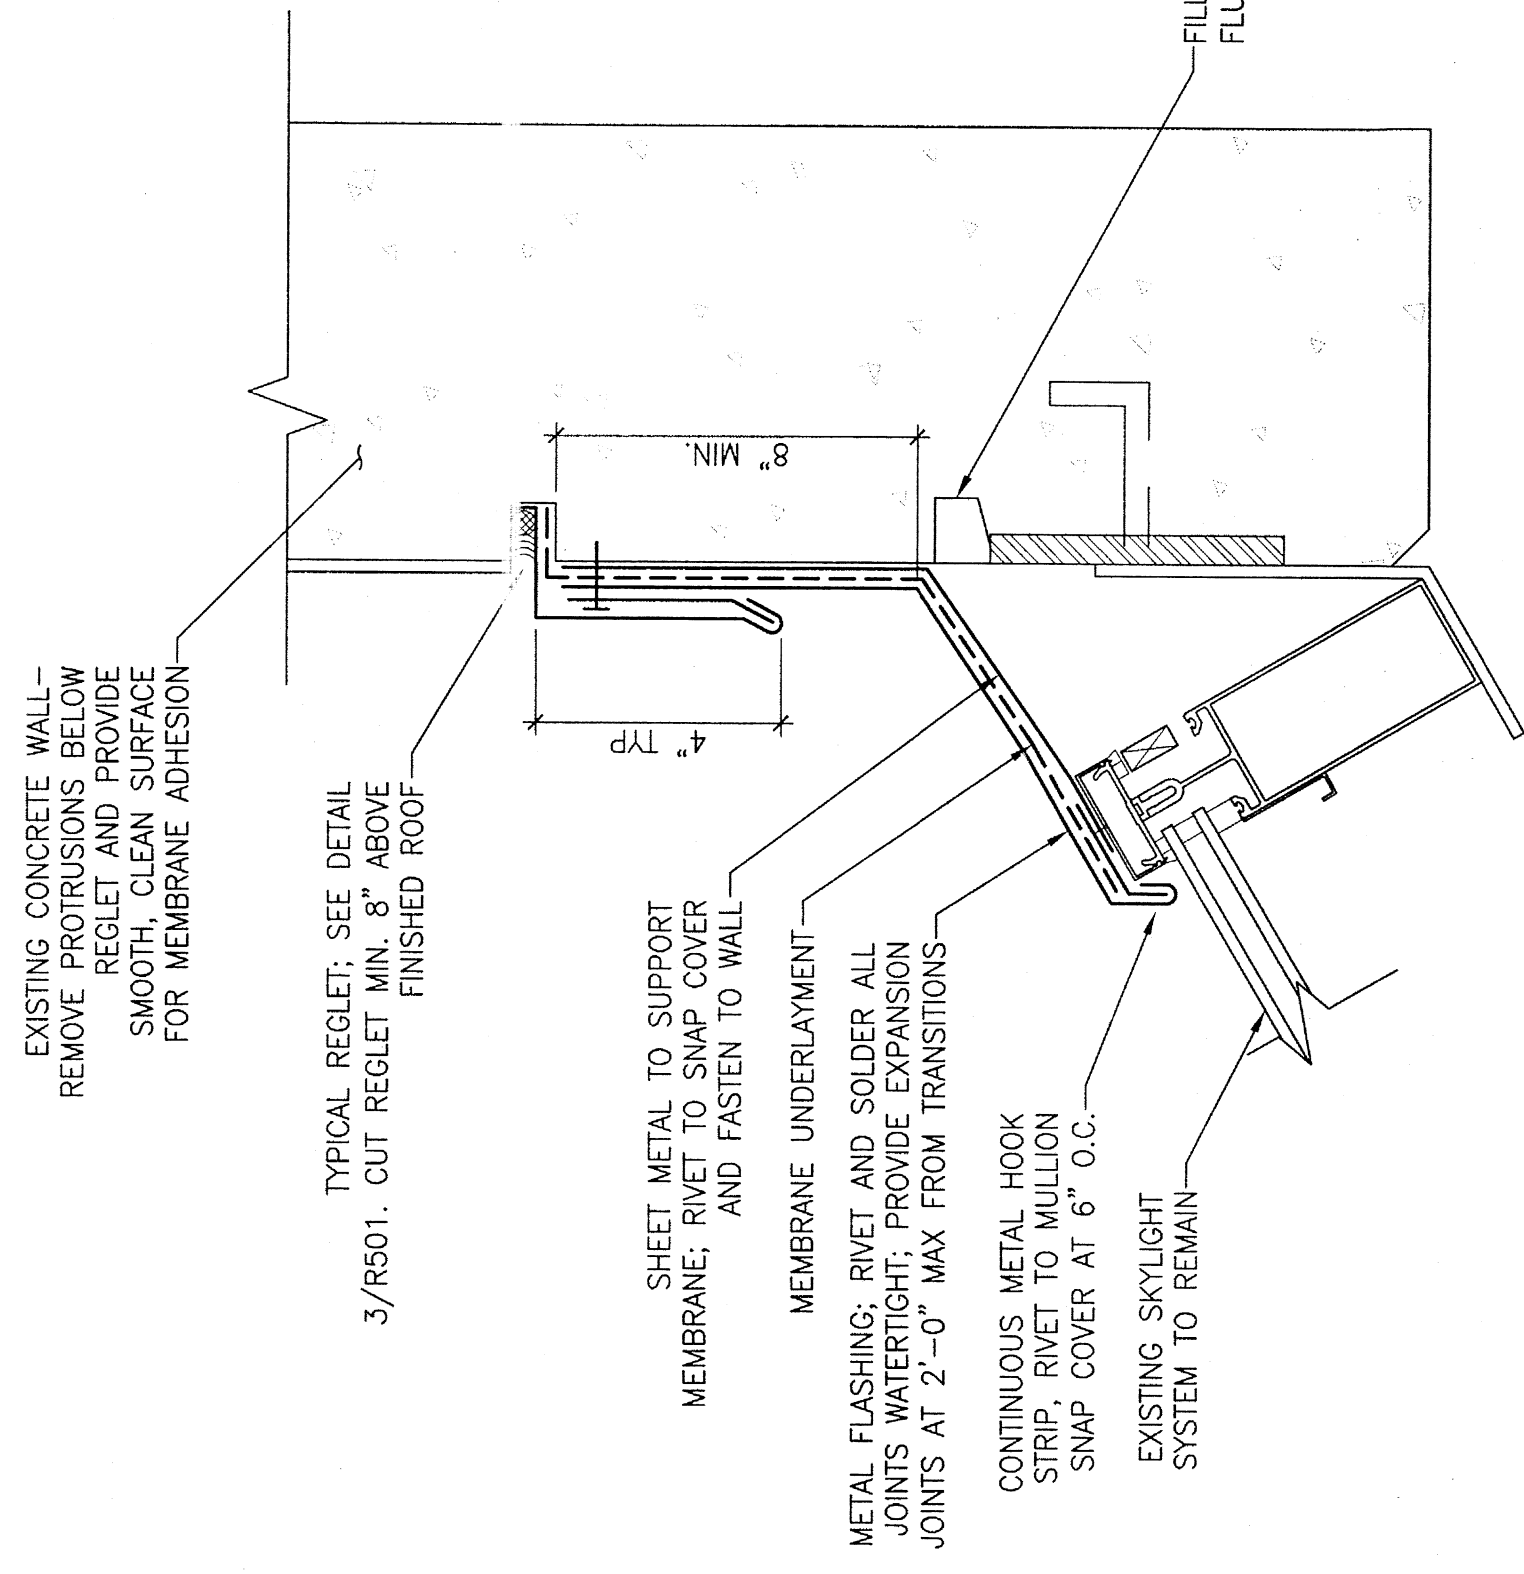 EXISTING CONCRETE WALL–
REMOVE PROTRUSIONS BELOW
REGLET AND PROVIDE
SMOOTH, CLEAN SURFACE
FOR MEMBRANE ADHESION
TYPICAL REGLET; SEE DETAIL
3/R501. CUT REGLET MIN. 8" ABOVE
FINISHED ROOF
8" MIN.
4" TYP
SHEET METAL TO SUPPORT
MEMBRANE; RIVET TO SNAP COVER
AND FASTEN TO WALL
MEMBRANE UNDERLAYMENT
METAL FLASHING; RIVET AND SOLDER ALL
JOINTS WATERTIGHT; PROVIDE EXPANSION
JOINTS AT 2'–0" MAX FROM TRANSITIONS
CONTINUOUS METAL HOOK
STRIP, RIVET TO MULLION
SNAP COVER AT 6" O.C.
EXISTING SKYLIGHT
SYSTEM TO REMAIN